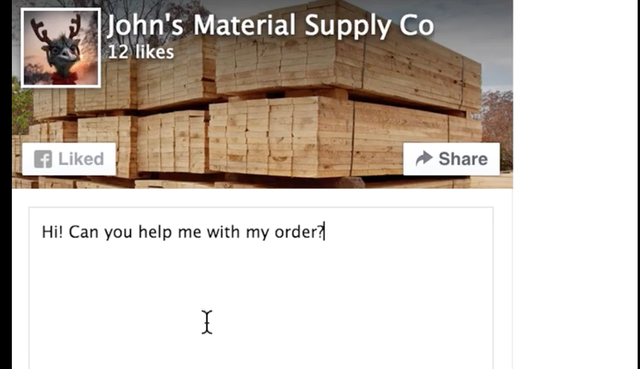 John's Material Supply Co
12 likes
Liked
Share
Hi! Can you help me with my order?